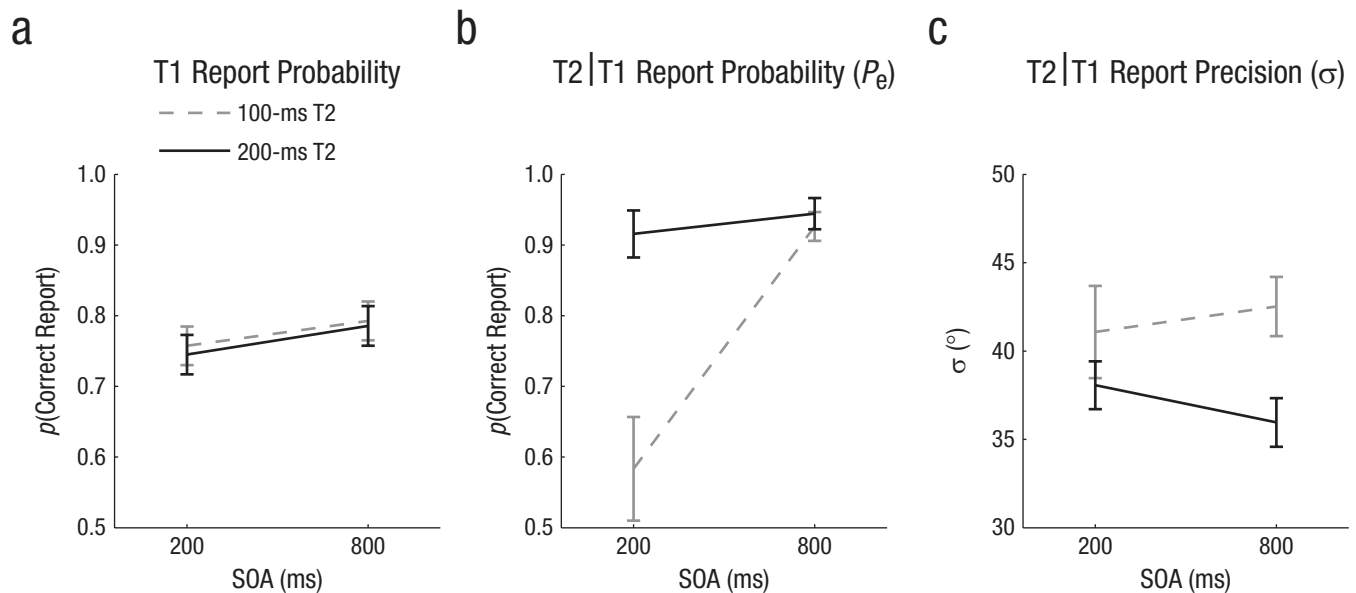 a
T1 Report Probability
100-ms T2
200-ms T2
1.0
0.9
0.8
0.7
0.6
0.5
p(Correct Report)
200
800
SOA (ms)
b
T2|T1 Report Probability (Pe)
1.0
0.9
0.8
0.7
0.6
0.5
p(Correct Report)
200
800
SOA (ms)
c
T2|T1 Report Precision (σ)
50
45
40
35
30
σ (°)
200
800
SOA (ms)